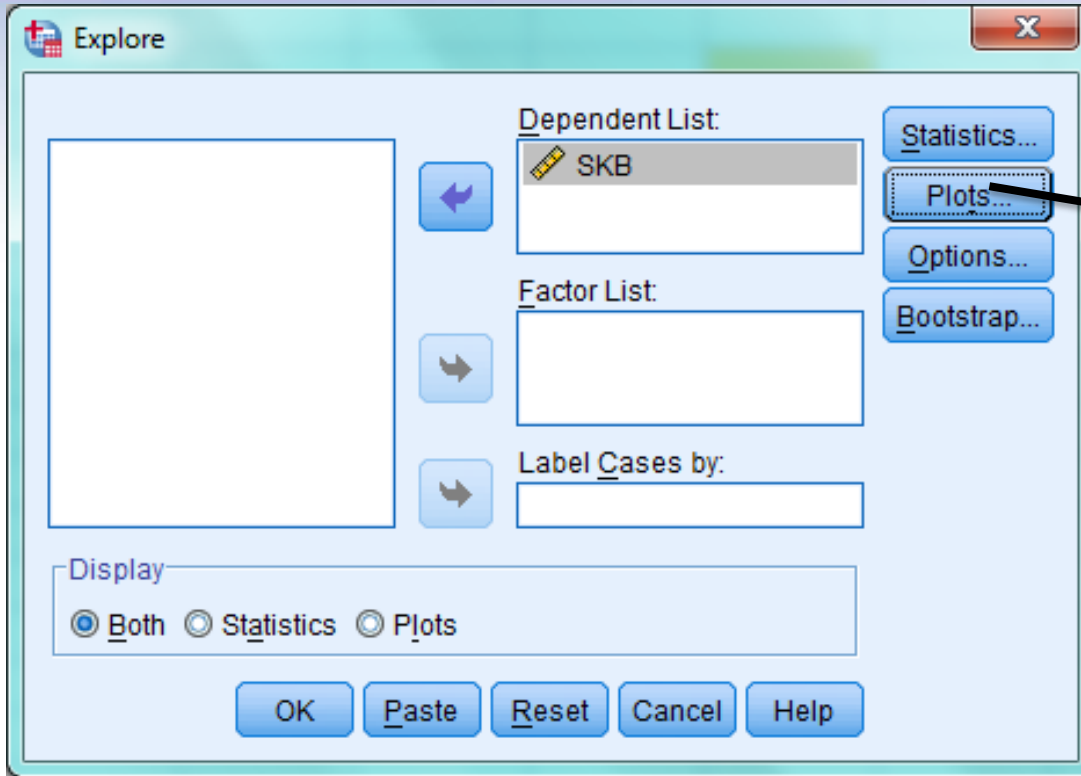 Explore
Dependent List:
SKB
Statistics...
Plots...
Options...
Bootstrap...
Factor List:
Label Cases by:
Display
Both Statistics Plots
OK Paste Reset Cancel Help